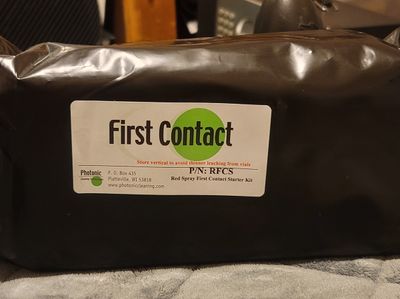 First Contact
Store vertical to avoid thinner leaching from vials
P/N: RFCS
Red Spray First Contact Starter Kit
Photonic
P. O. Box 435
Platteville, WI 53818
www.photoniccleaning.com